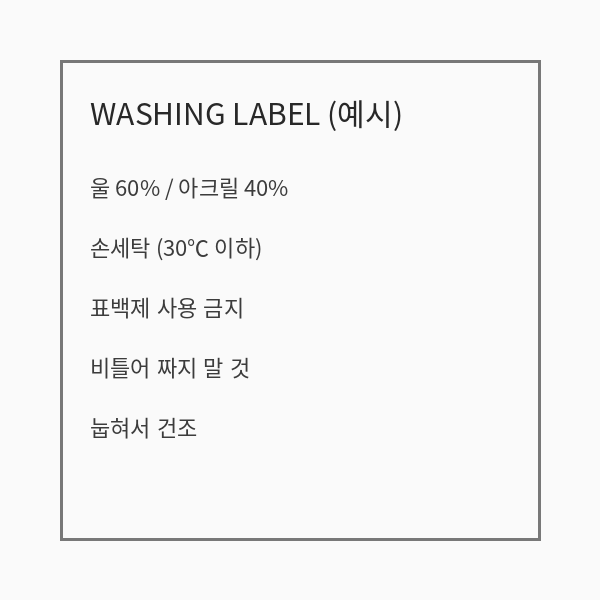 WASHING LABEL (예시)
울 60% / 아크릴 40%
손세탁 (30℃ 이하)
표백제 사용 금지
비틀어 짜지 말 것
눕혀서 건조